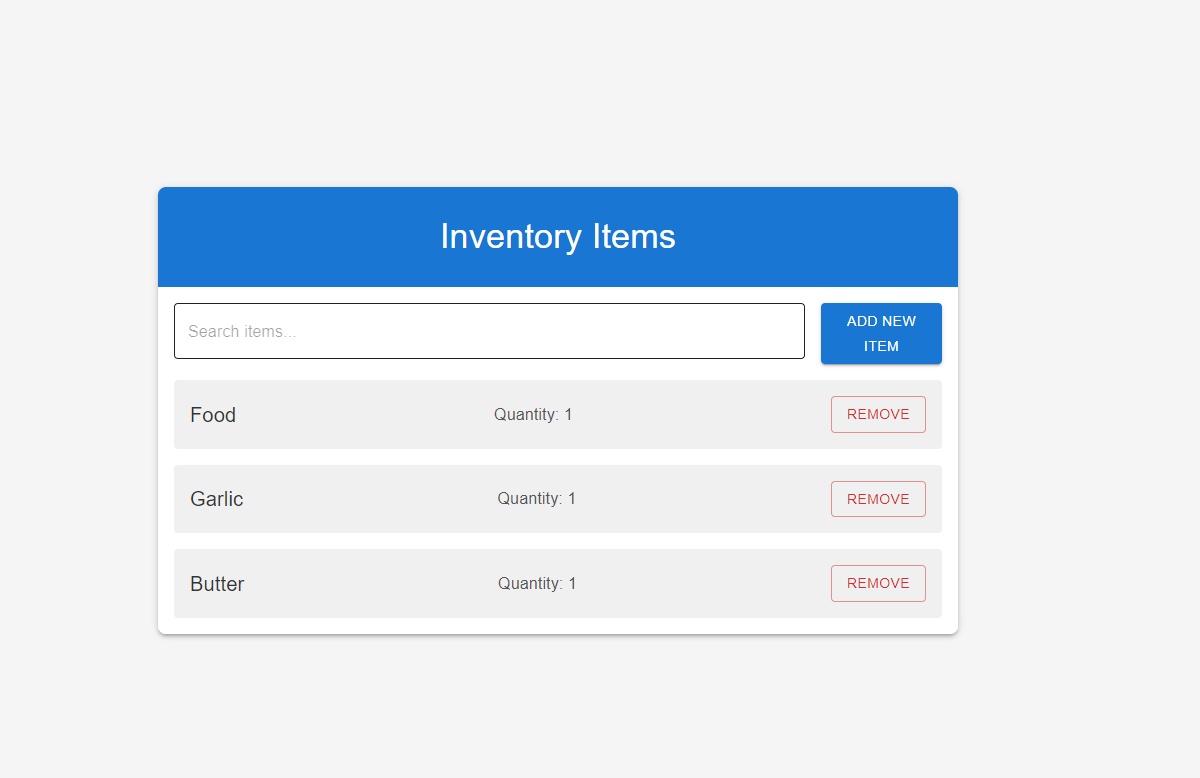 Inventory Items
Search items...
ADD NEW
ITEM
Food
Quantity: 1
REMOVE
Garlic
Quantity: 1
REMOVE
Butter
Quantity: 1
REMOVE